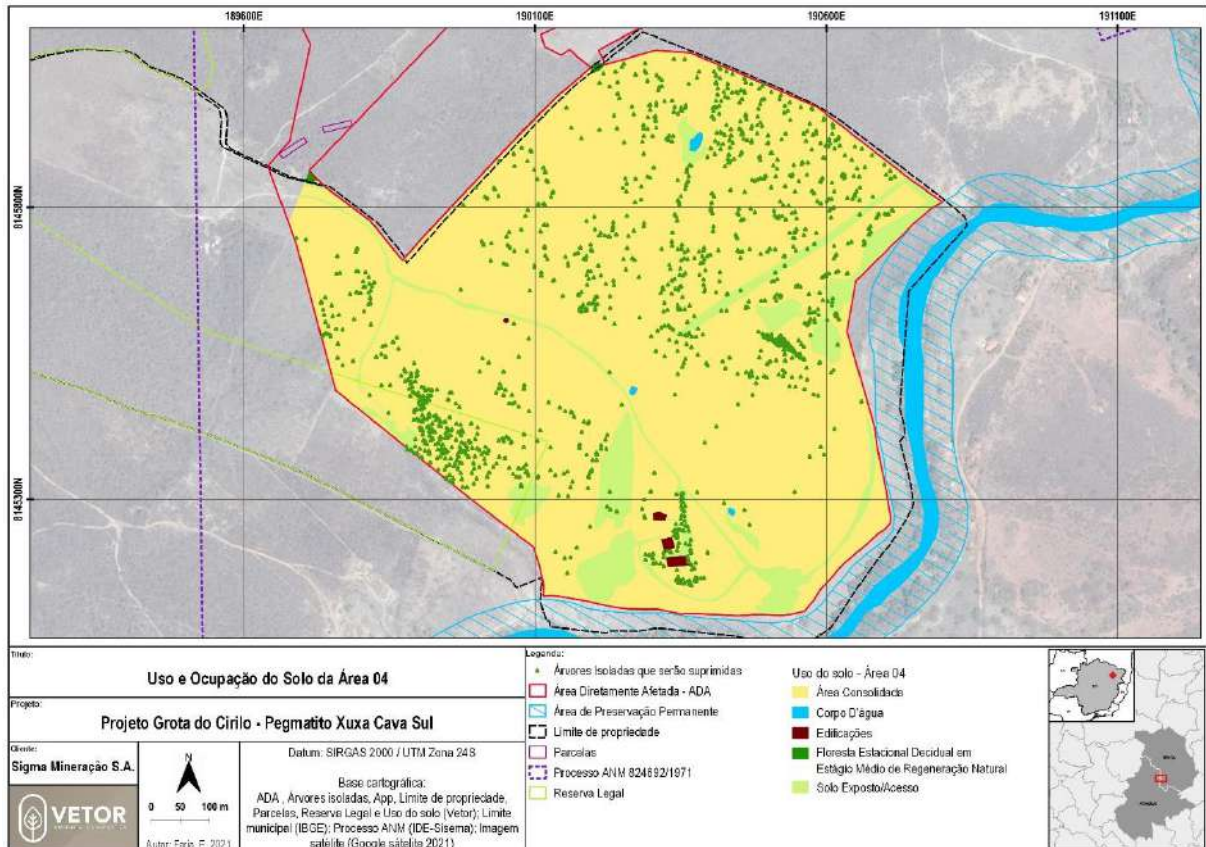 189600E
190100E
190600E
191100E
8145800N
8145300N
Título:
Uso e Ocupação do Solo da Área 04
Projeto:
Projeto Grota do Cirilo - Pegmatito Xuxa Cava Sul
Cliente:
Sigma Mineração S.A.
VETOR
N
0 50 100 m
Autor: Faria, F. 2021
Datum: SIRGAS 2000 / UTM Zona 24S
Base cartográfica:
ADA , Árvores isoladas, App, Limite de propriedade,
Parcelas, Reserva Legal e Uso do solo (Vetor); Limite
municipal (IBGE); Processo ANM (IDE-Sisema); Imagem
satélite (Google satélite 2021)
Legenda:
Árvores Isoladas que serão suprimidas
Área Diretamente Afetada - ADA
Área de Preservação Permanente
Limite de propriedade
Parcelas
Processo ANM 824692/1971
Reserva Legal
Uso do solo - Área 04
Área Consolidada
Corpo D'água
Edificações
Floresta Estacional Decidual em
Estágio Médio de Regeneração Natural
Solo Exposto/Acesso